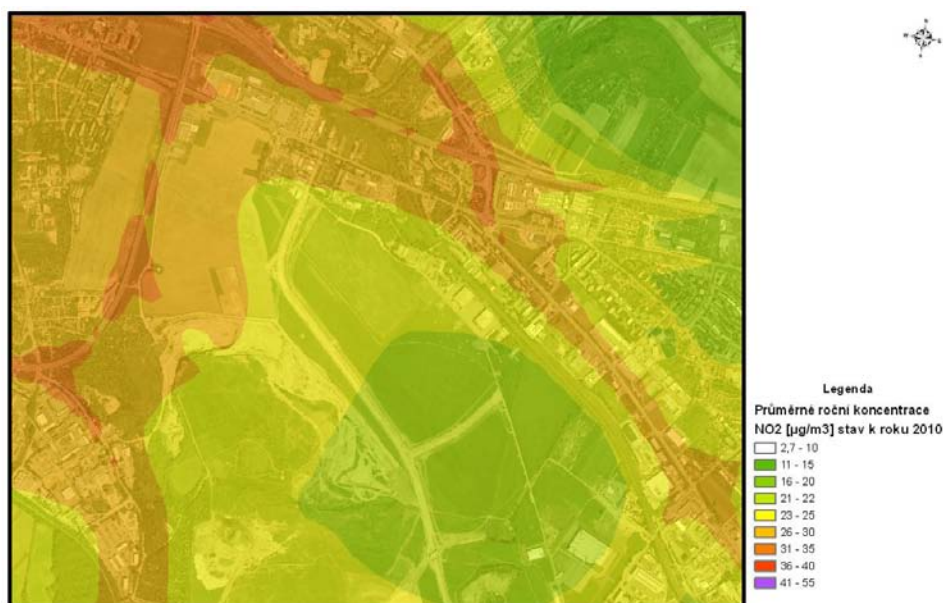 N
Legenda
Průměrné roční koncentrace
NO2 [µg/m3] stav k roku 2010
2,7 - 10
11 - 15
16 - 20
21 - 22
23 - 25
26 - 30
31 - 35
36 - 40
41 - 55